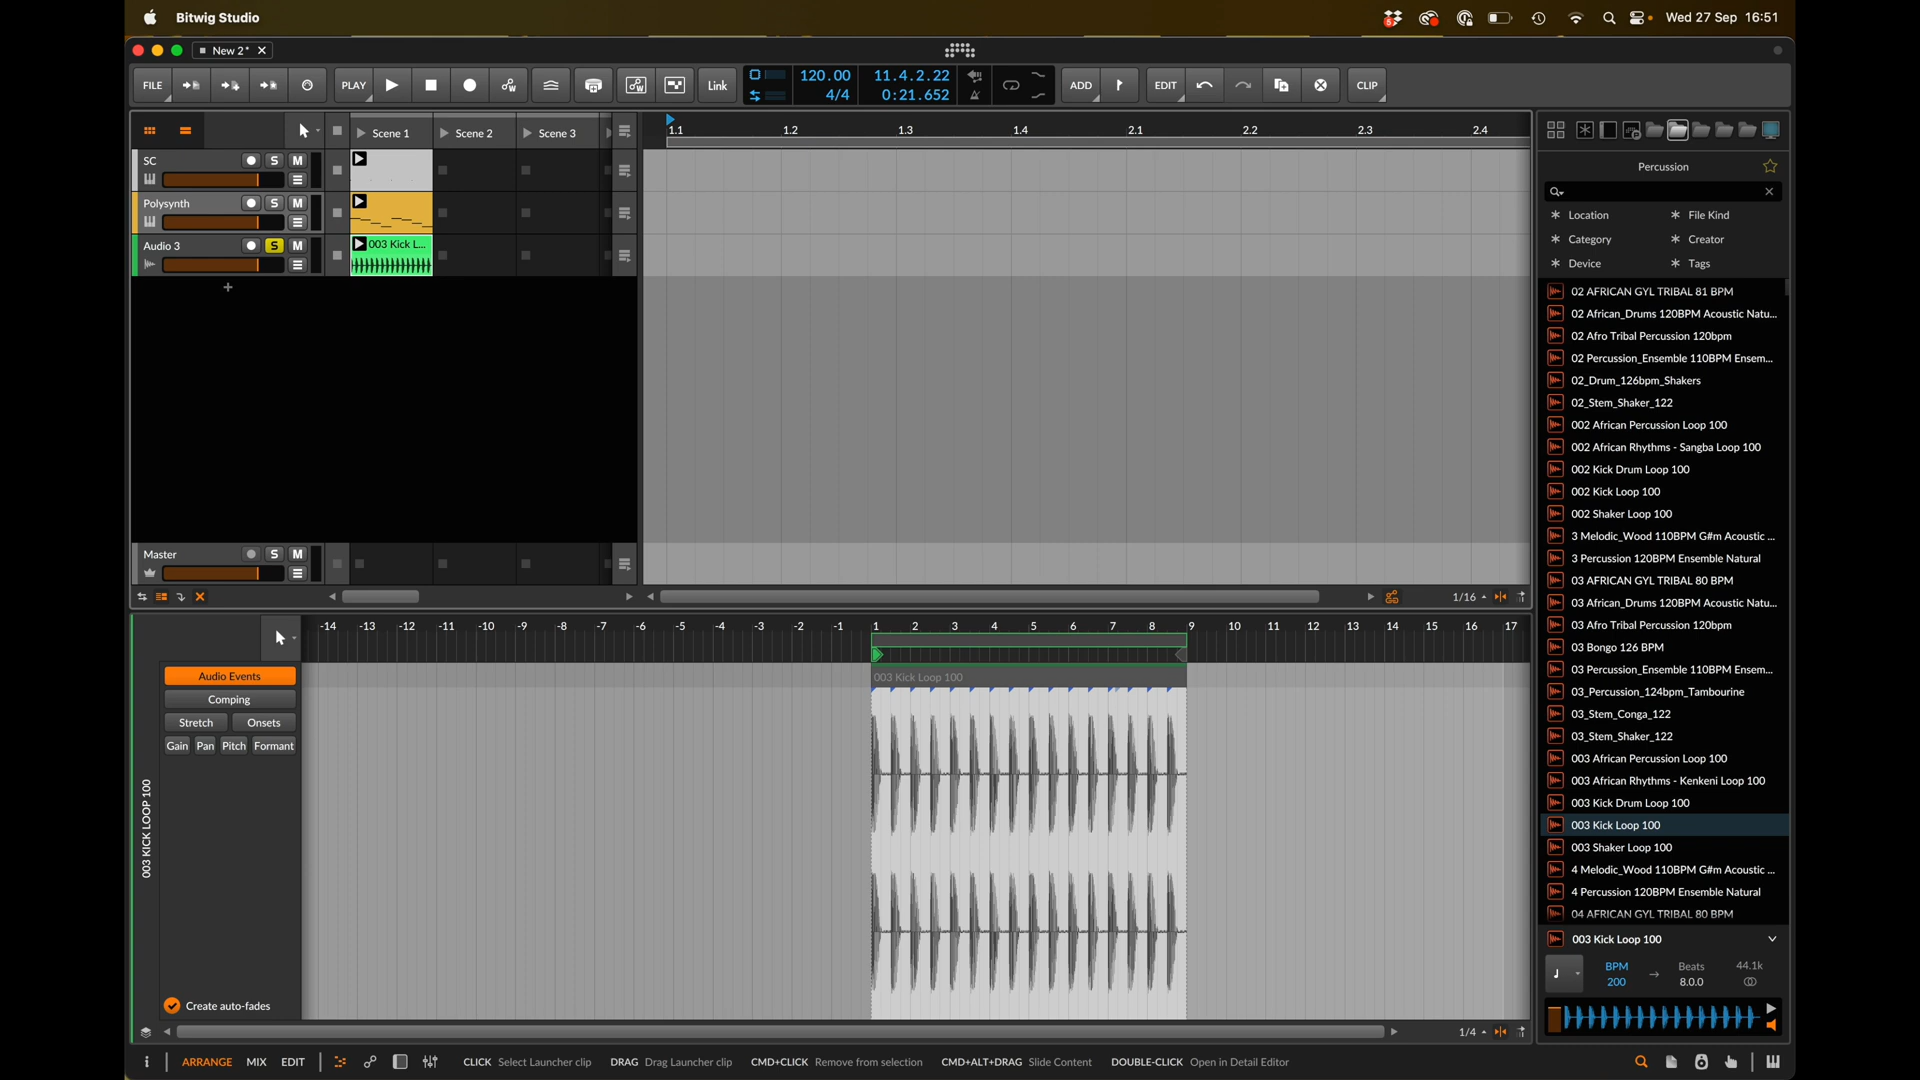 Bitwig Studio
5
Wed 27 Sep 16:51
New 2*
FILE
PLAY
Link
120.00
4/4
11.4.2.22
0:21.652
ADD
EDIT
CLIP
Scene 1
Scene 2
Scene 3
1.1
1.2
1.3
1.4
2.1
2.2
2.3
2.4
SC
S
M
Polysynth
S
M
Audio 3
S
M
003 Kick L...
Master
S
M
1/16
Percussion
Location
File Kind
Category
Creator
Device
Tags
02 AFRICAN GYL TRIBAL 81 BPM
02 African_Drums 120BPM Acoustic Natu...
02 Afro Tribal Percussion 120bpm
02 Percussion_Ensemble 110BPM Ensem...
02_Drum_126bpm_Shakers
02_Stem_Shaker_122
002 African Percussion Loop 100
002 African Rhythms - Sangba Loop 100
002 Kick Drum Loop 100
002 Kick Loop 100
002 Shaker Loop 100
3 Melodic_Wood 110BPM G#m Acoustic ...
3 Percussion 120BPM Ensemble Natural
03 AFRICAN GYL TRIBAL 80 BPM
03 African_Drums 120BPM Acoustic Natu...
03 Afro Tribal Percussion 120bpm
03 Bongo 126 BPM
03 Percussion_Ensemble 110BPM Ensem...
03_Percussion_124bpm_Tambourine
03_Stem_Conga_122
03_Stem_Shaker_122
003 African Percussion Loop 100
003 African Rhythms - Kenkeni Loop 100
003 Kick Drum Loop 100
003 Kick Loop 100
003 Shaker Loop 100
4 Melodic_Wood 110BPM G#m Acoustic ...
4 Percussion 120BPM Ensemble Natural
04 AFRICAN GYL TRIBAL 80 BPM
003 Kick Loop 100
BPM
200
Beats
8.0.0
44.1k
-14 -13 -12 -11 -10 -9 -8 -7 -6 -5 -4 -3 -2 -1 1 2 3 4 5 6 7 8 9 10 11 12 13 14 15 16 17
Audio Events
Comping
Stretch
Onsets
Gain
Pan
Pitch
Formant
003 KICK LOOP 100
003 Kick Loop 100
Create auto-fades
1/4
ARRANGE
MIX
EDIT
CLICK Select Launcher clip
DRAG Drag Launcher clip
CMD+CLICK Remove from selection
CMD+ALT+DRAG Slide Content
DOUBLE-CLICK Open in Detail Editor